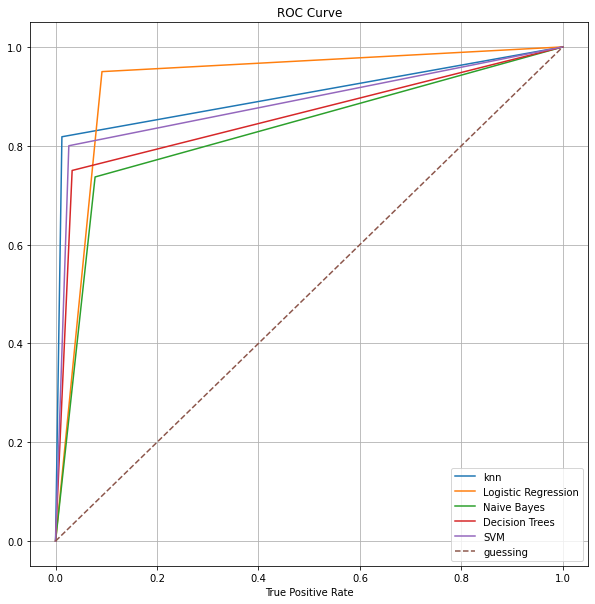 ROC Curve
1.0
0.8
0.6
0.4
0.2
0.0
knn
Logistic Regression
Naive Bayes
Decision Trees
SVM
guessing
0.0 0.2 0.4 0.6 0.8 1.0
True Positive Rate